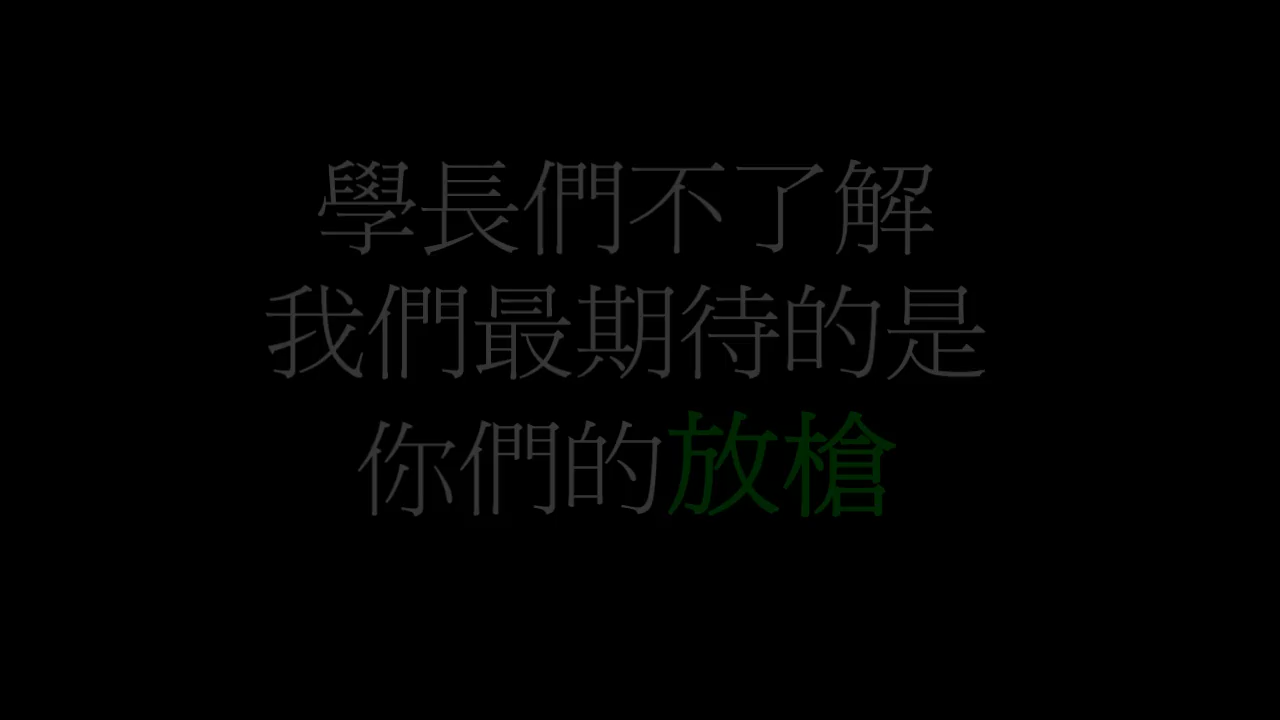 學長們不了解
我們最期待的是
你們的放槍